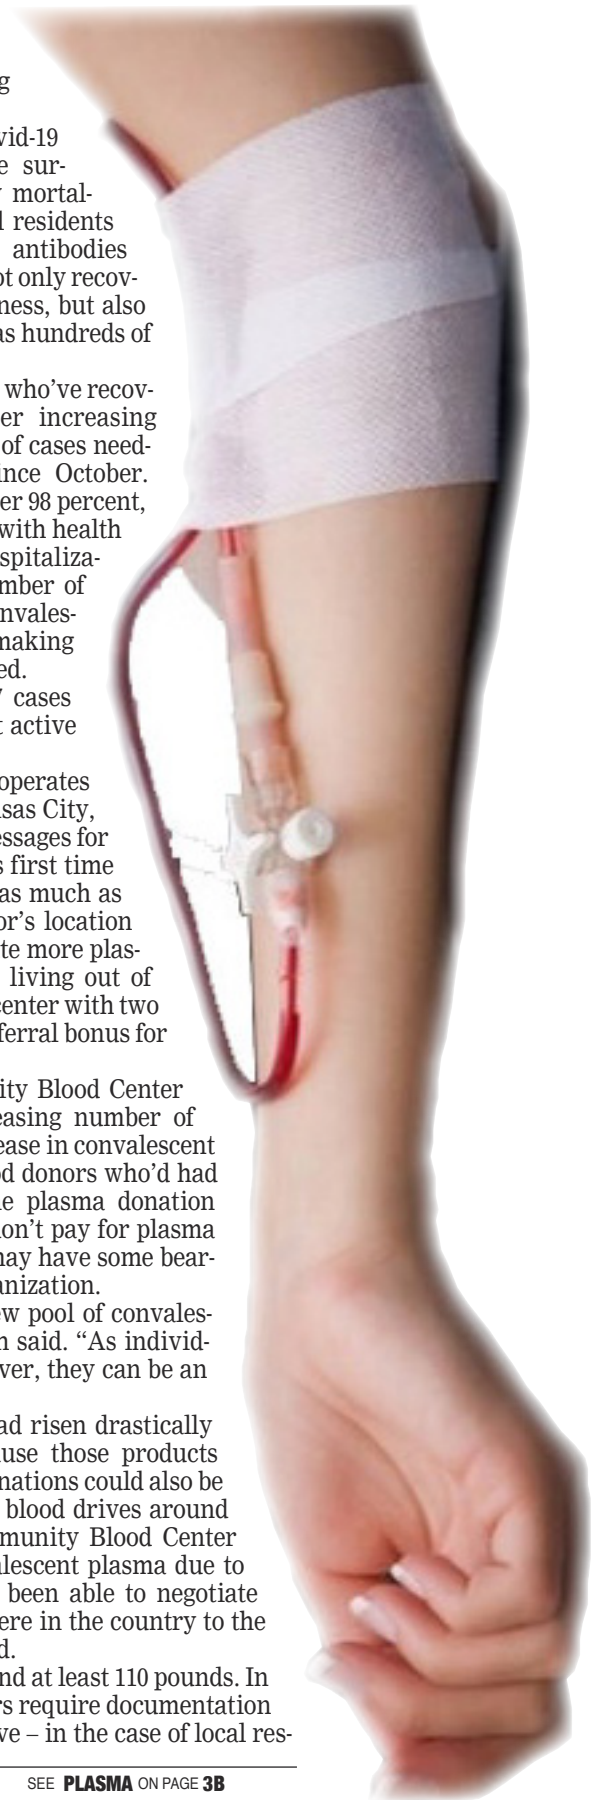 g
vid-19
e sur-
mortal-
l residents
antibodies
ot only recov-
ness, but also
as hundreds of
who've recov-
er increasing
of cases need-
ince October.
er 98 percent,
with health
spitaliza-
mber of
nvales-
making
ed.
cases
t active
operates
sas City,
essages for
s first time
as much as
or's location
te more plas-
living out of
center with two
ferral bonus for
ity Blood Center
easing number of
ease in convalescent
od donors who'd had
e plasma donation
don't pay for plasma
may have some bear-
anization.
ew pool of convales-
n said. “As individ-
ver, they can be an
ad risen drastically
use those products
nations could also be
blood drives around
mmunity Blood Center
alescent plasma due to
been able to negotiate
ere in the country to the
d.
nd at least 110 pounds. In
rs require documentation
ve – in the case of local res-
SEE PLASMA ON PAGE 3B